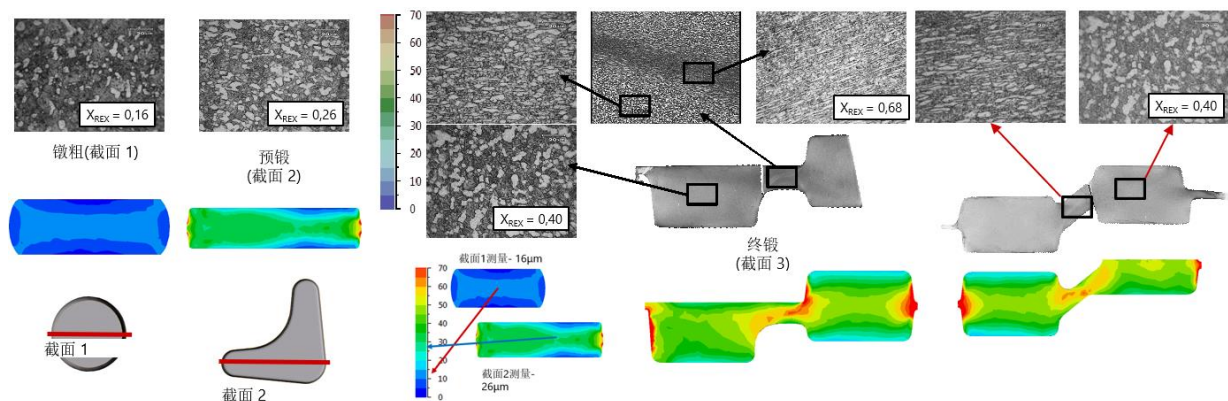 X_REX = 0,16
镦粗(截面 1)
X_REX = 0,26
预锻
(截面 2)
70
60
50
40
30
20
10
0
X_REX = 0,40
X_REX = 0,68
X_REX = 0,40
终锻
(截面 3)
截面 1
截面 2
截面1测量- 16μm
70
60
50
40
30
20
10
0
截面2测量-
26μm